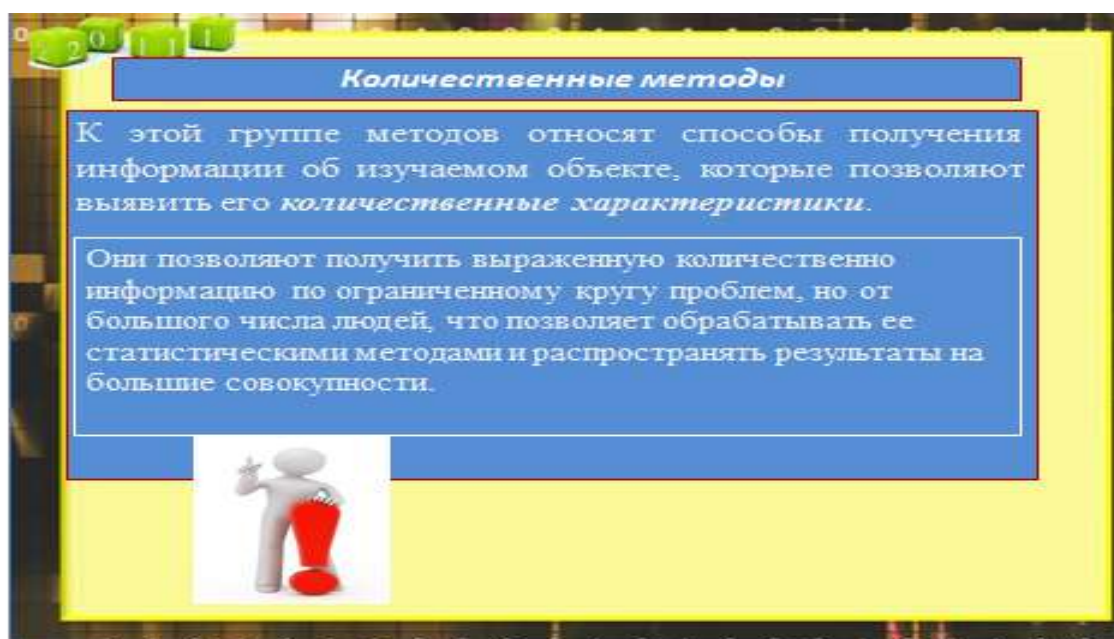 Количественные методы
К этой группе методов относят способы получения
информации об изучаемом объекте, которые позволяют
выявить его количественные характеристики.
Они позволяют получить выраженную количественно
информацию по ограниченному кругу проблем, но от
большого числа людей, что позволяет обрабатывать ее
статистическими методами и распространять результаты на
большие совокупности.